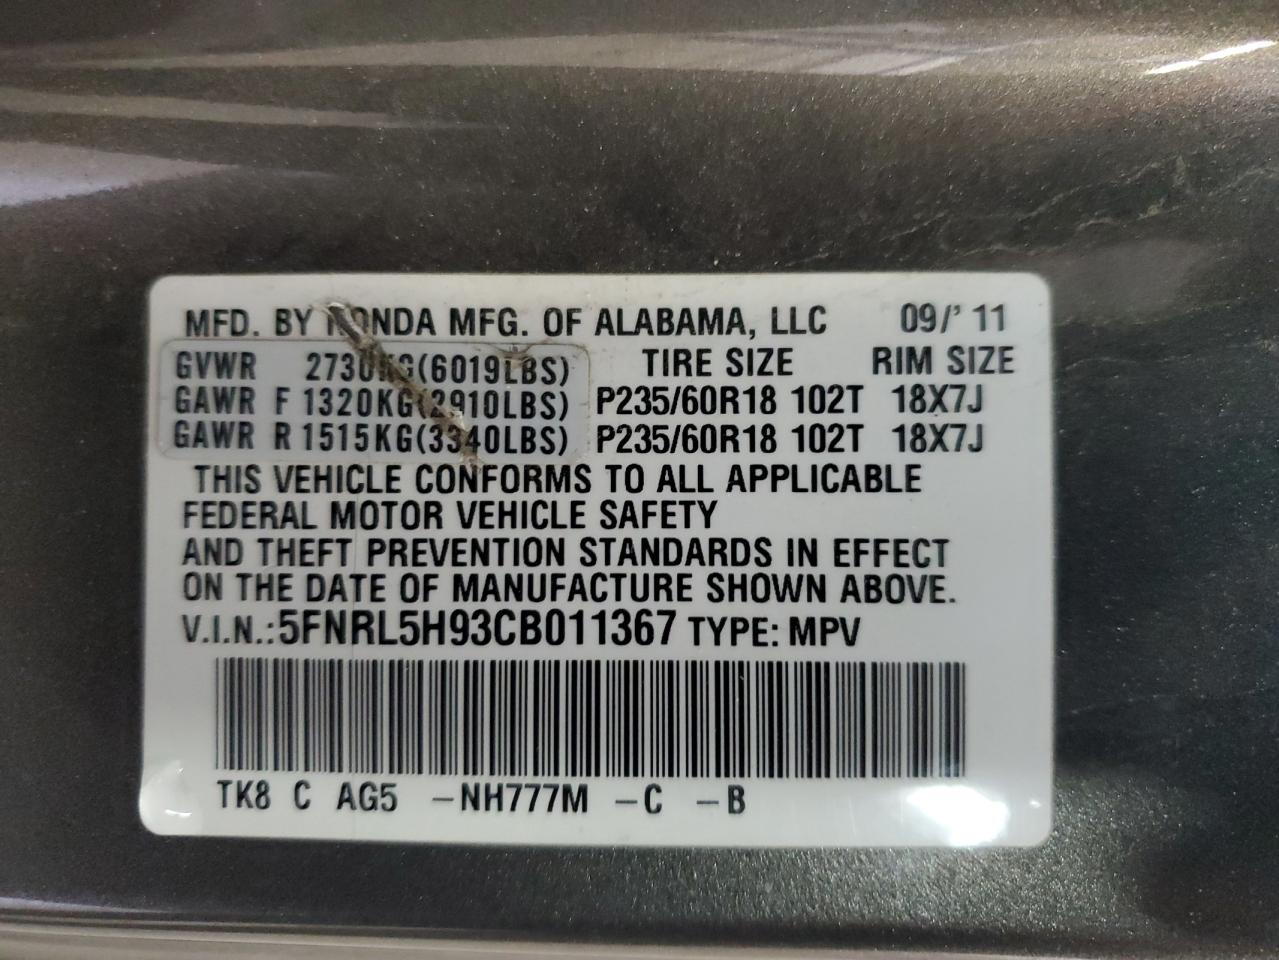 MFD. BY HONDA MFG. OF ALABAMA, LLC 09/' 11
GVWR 2730KG(6019LBS) TIRE SIZE RIM SIZE
GAWR F 1320KG(2910LBS) P235/60R18 102T 18X7J
GAWR R 1515KG(3340LBS) P235/60R18 102T 18X7J
THIS VEHICLE CONFORMS TO ALL APPLICABLE
FEDERAL MOTOR VEHICLE SAFETY
AND THEFT PREVENTION STANDARDS IN EFFECT
ON THE DATE OF MANUFACTURE SHOWN ABOVE.
V.I.N.:5FNRL5H93CB011367 TYPE: MPV
TK8 C AG5 –NH777M –C –B